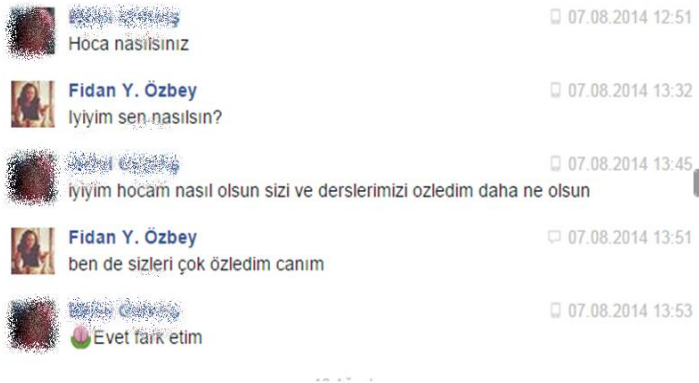 07.08.2014 12:51
Hoca nasilsınız
Fidan Y. Özbey 07.08.2014 13:32
Iyiyim sen nasılsın?
07.08.2014 13:45
iyiyim hocam nasıl olsun sizi ve derslerimizi ozledim daha ne olsun
Fidan Y. Özbey 07.08.2014 13:51
ben de sizleri çok özledim canım
07.08.2014 13:53
Evet fark etim